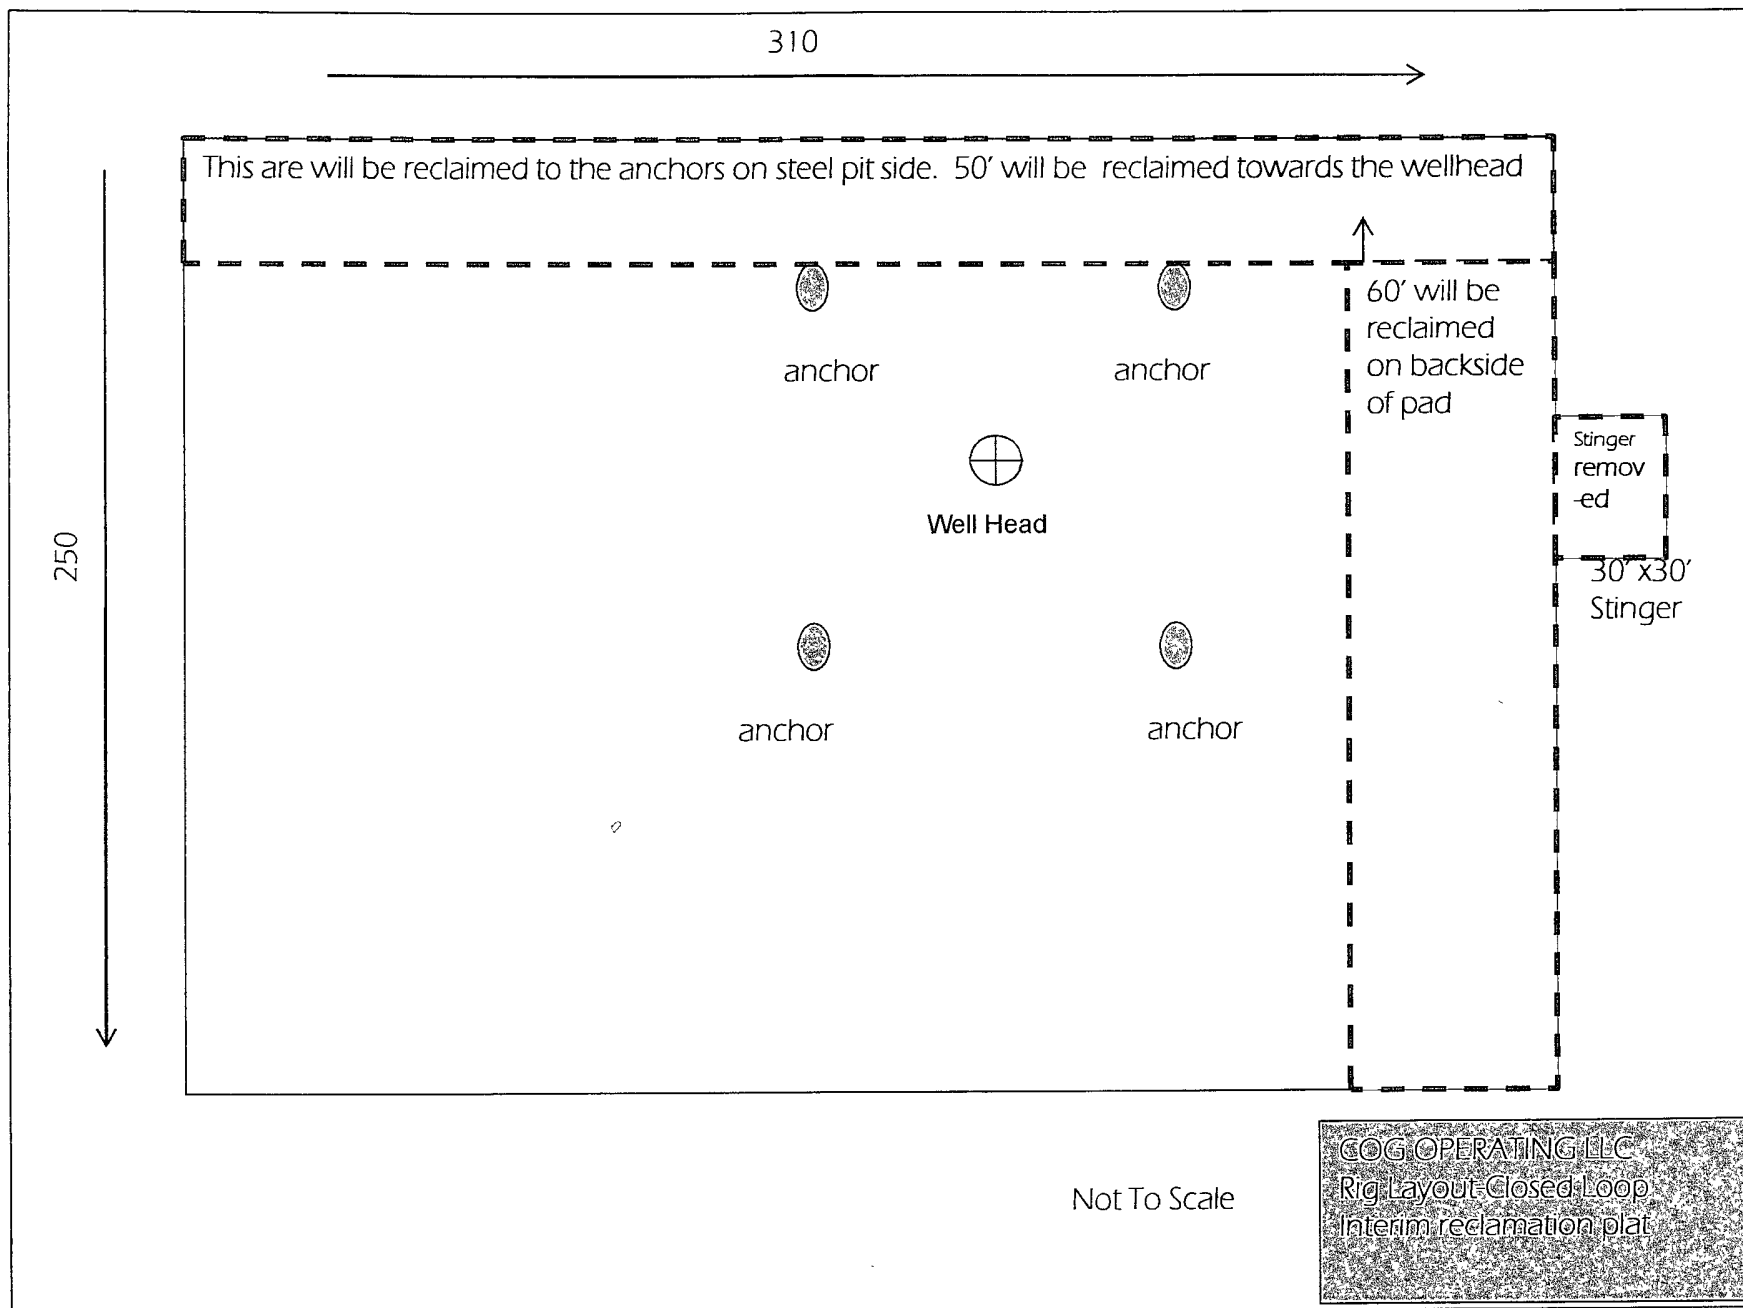 310
This are will be reclaimed to the anchors on steel pit side. 50' will be reclaimed towards the wellhead
60' will be
reclaimed
on backside
of pad
anchor
anchor
Stinger
remov
-ed
Well Head
250
30' x30'
Stinger
anchor
anchor
COG OPERATING LLC
Rig Layout Closed Loop
Interim reclamation plat
Not To Scale